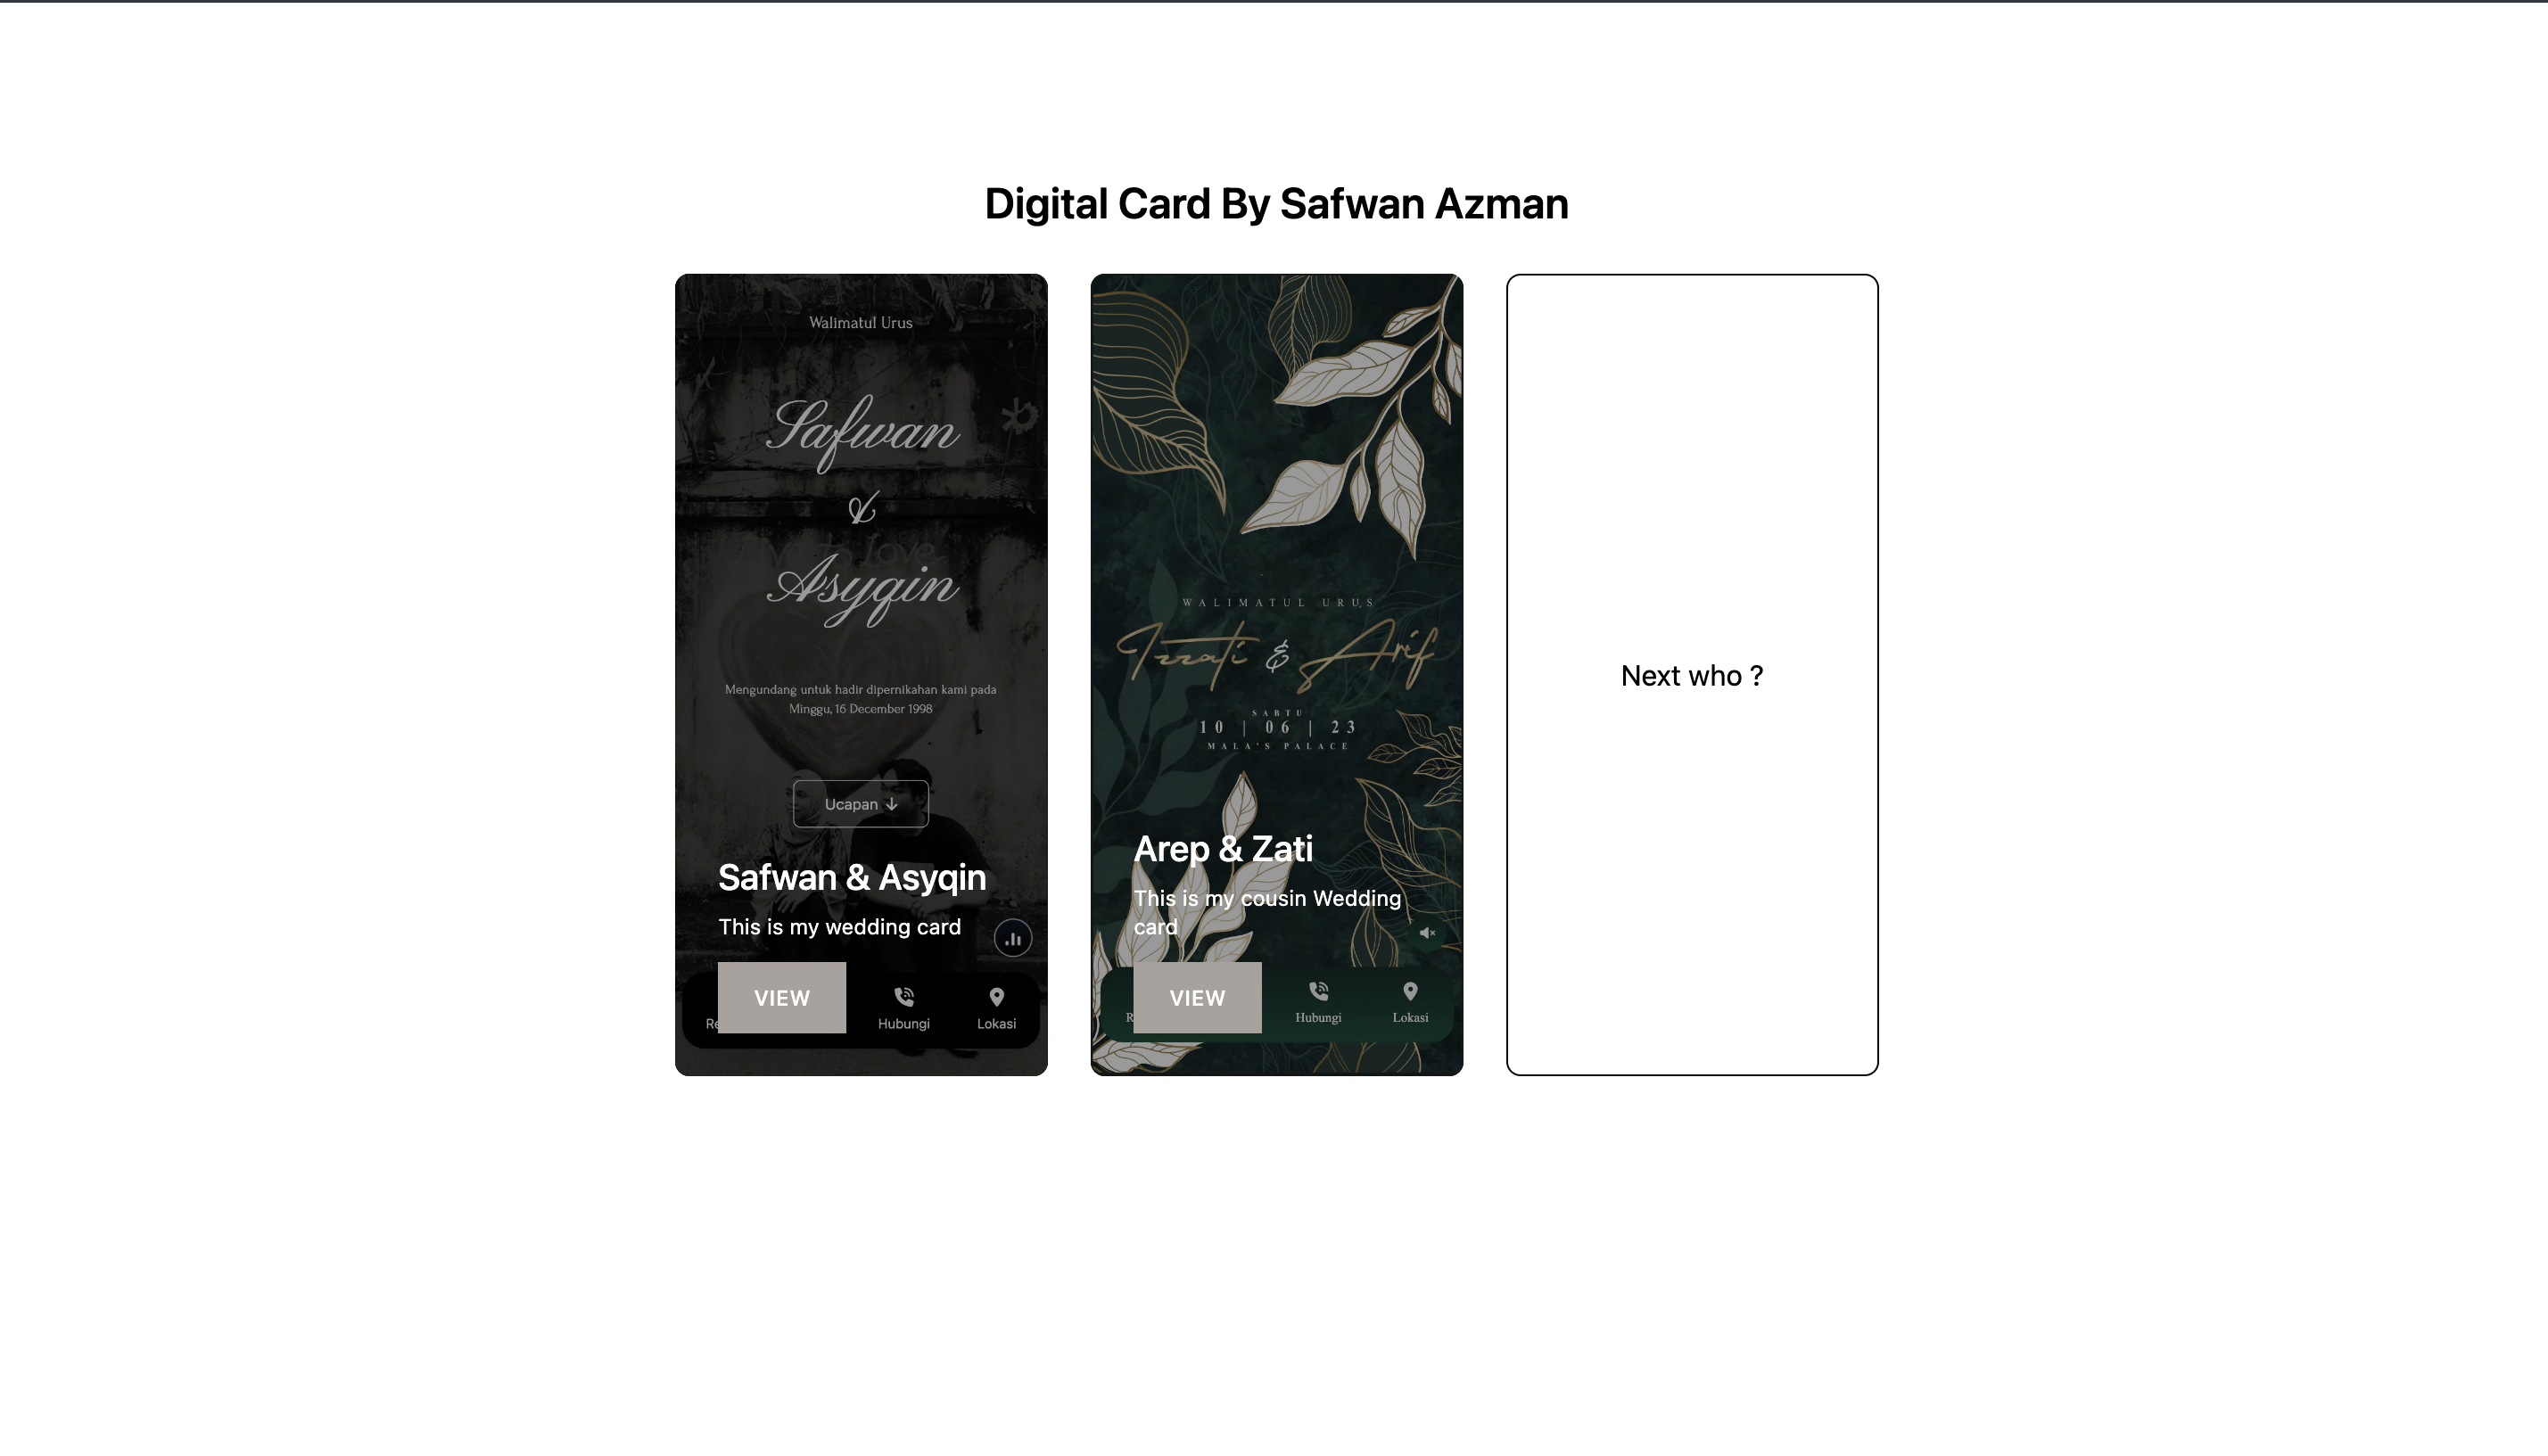 Digital Card By Safwan Azman
Walimatul Urus
Safwan
&
Asyqin
Mengundang untuk hadir dipernikahan kami pada
Minggu, 16 December 1998
Ucapan ↓
Safwan & Asyqin
This is my wedding card
VIEW
Hubungi
Lokasi
WALIMATUL URUS
Izzati & Arif
SABTU
10 | 06 | 23
MALA'S PALACE
Arep & Zati
This is my cousin Wedding
card
VIEW
Hubungi
Lokasi
Next who ?